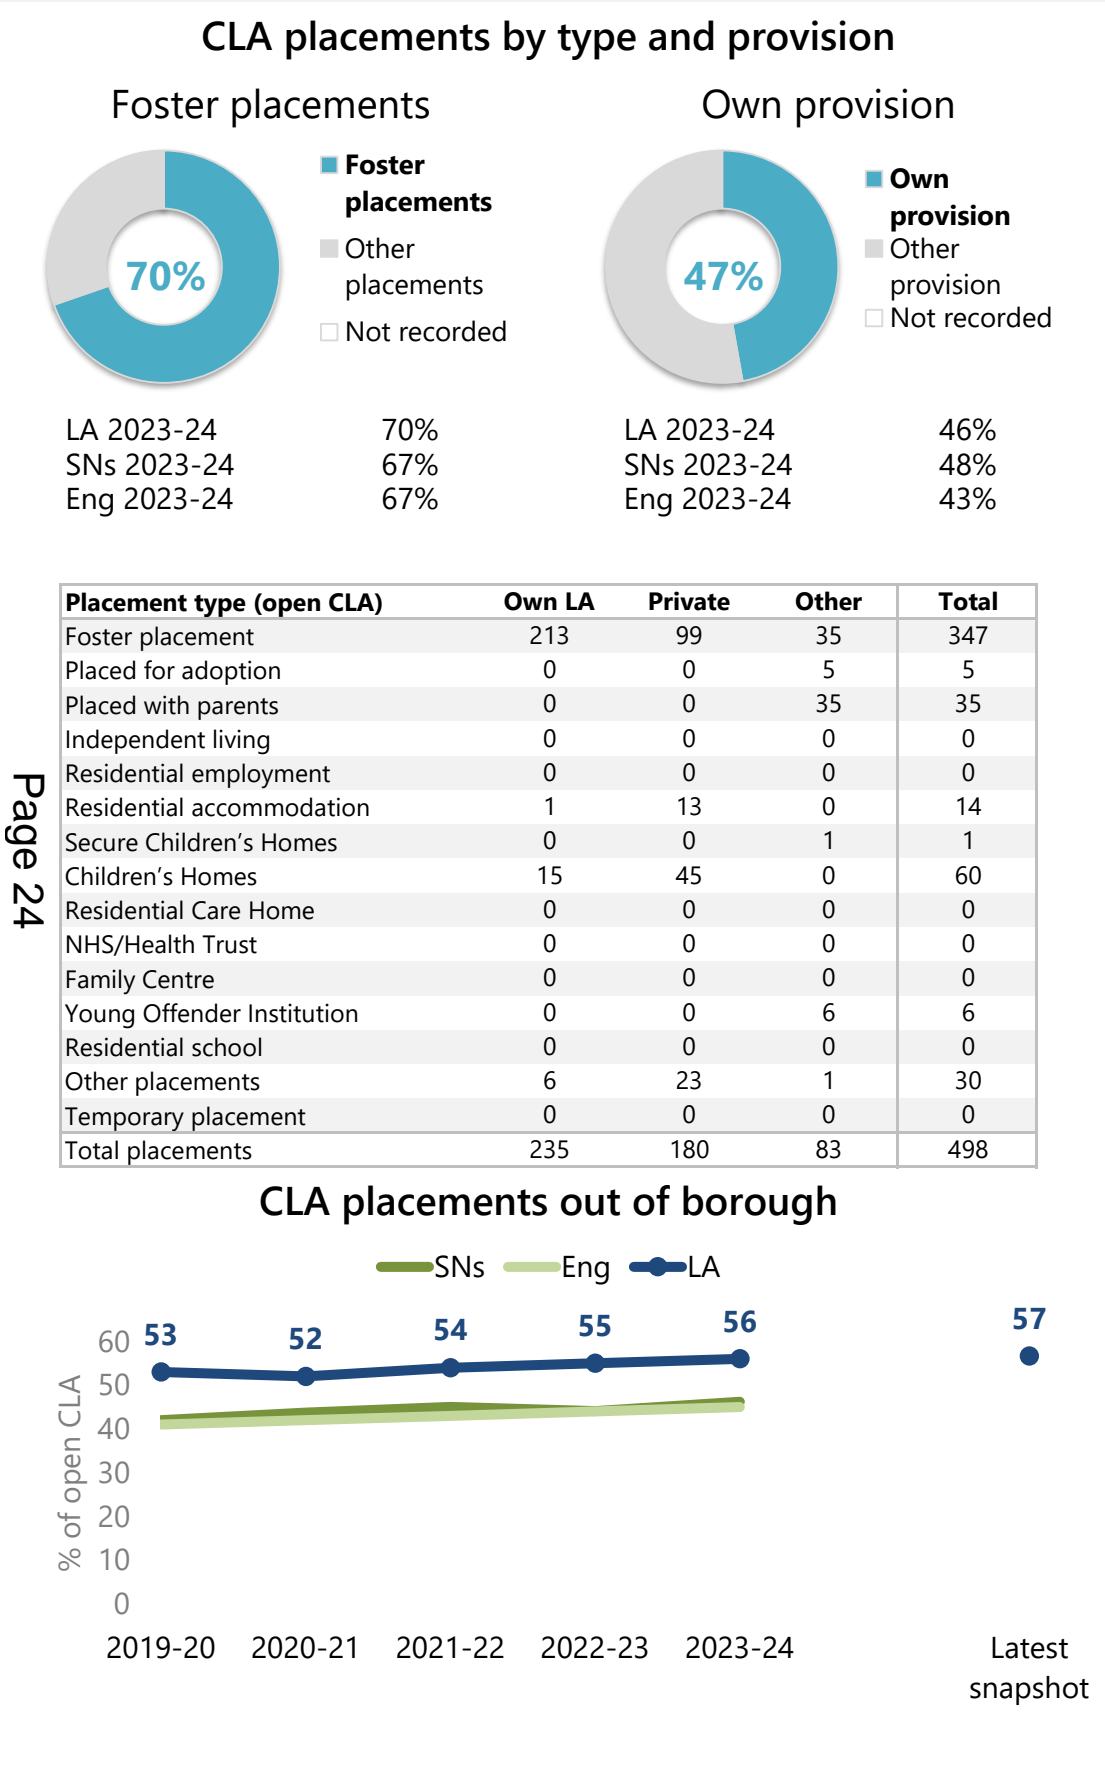 CLA placements by type and provision
Foster placements
70%
Foster
placements
Other
placements
Not recorded
LA 2023-24 70%
SNs 2023-24 67%
Eng 2023-24 67%
Own provision
47%
Own
provision
Other
provision
Not recorded
LA 2023-24 46%
SNs 2023-24 48%
Eng 2023-24 43%
Placement type (open CLA) Own LA Private Other Total
Foster placement 213 99 35 347
Placed for adoption 0 0 5 5
Placed with parents 0 0 35 35
Independent living 0 0 0 0
Residential employment 0 0 0 0
Residential accommodation 1 13 0 14
Secure Children’s Homes 0 0 1 1
Children’s Homes 15 45 0 60
Residential Care Home 0 0 0 0
NHS/Health Trust 0 0 0 0
Family Centre 0 0 0 0
Young Offender Institution 0 0 6 6
Residential school 0 0 0 0
Other placements 6 23 1 30
Temporary placement 0 0 0 0
Total placements 235 180 83 498
Page 24
CLA placements out of borough
SNs Eng LA
53 52 54 55 56 57
% of open CLA
60
50
40
30
20
10
0
2019-20 2020-21 2021-22 2022-23 2023-24 Latest
snapshot